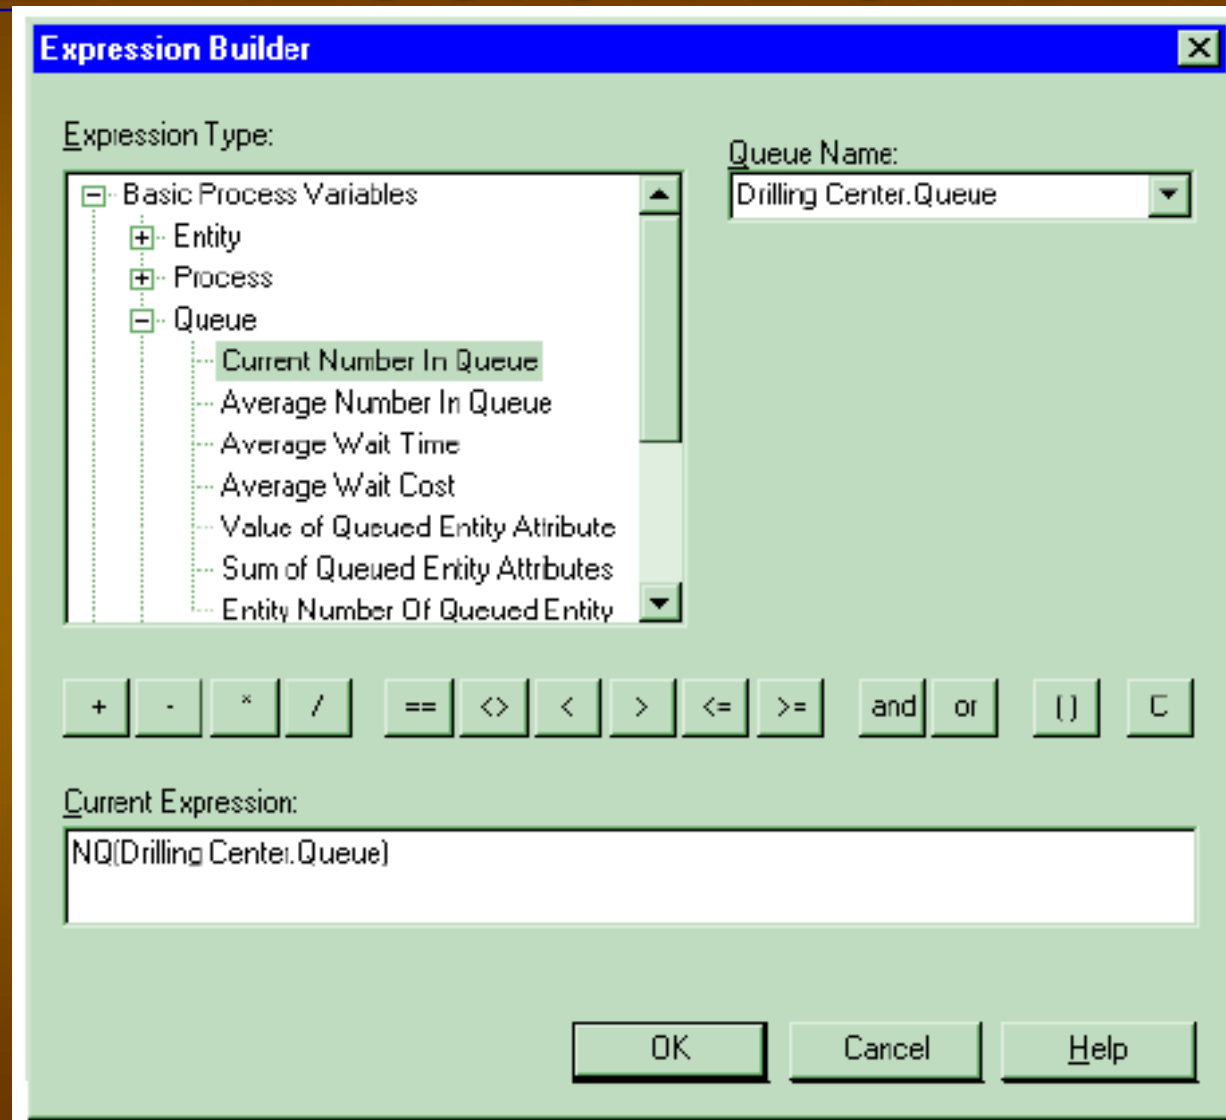 Expression Builder
Expression Type:
Queue Name:
Drilling Center.Queue
Basic Process Variables
Entity
Process
Queue
Current Number In Queue
Average Number In Queue
Average Wait Time
Average Wait Cost
Value of Queued Entity Attribute
Sum of Queued Entity Attributes
Entity Number Of Queued Entity
+ - * / == <> < > <= >= and or () C
Current Expression:
NQ(Drilling Center.Queue)
OK Cancel Help